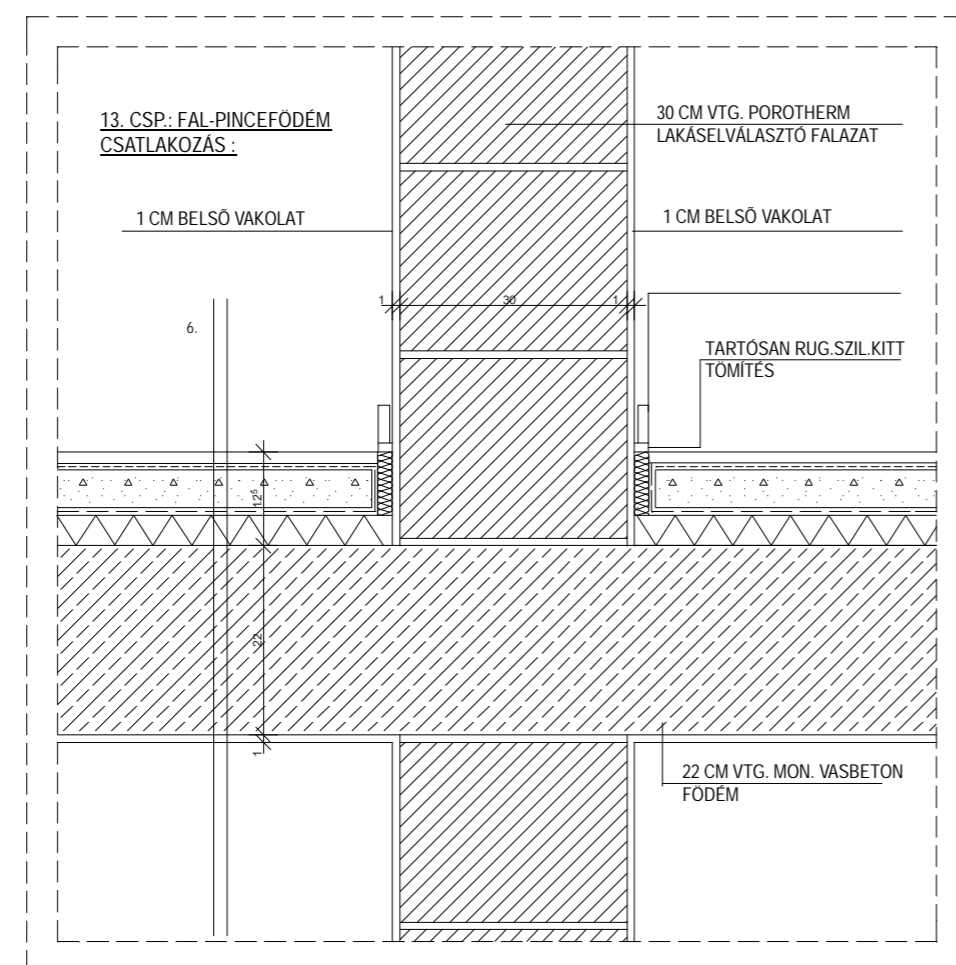 13. CSP.: FAL-PINCEFÖDÉM
CSATLAKOZÁS :
30 CM VTG. POROTHERM
LAKÁSELVÁLASZTÓ FALAZAT
1 CM BELSŐ VAKOLAT
1 CM BELSŐ VAKOLAT
1 30 1
6.
TARTÓSAN RUG.SZIL.KITT
TÖMÍTÉS
12⁵
22
1
22 CM VTG. MON. VASBETON
FÖDÉM